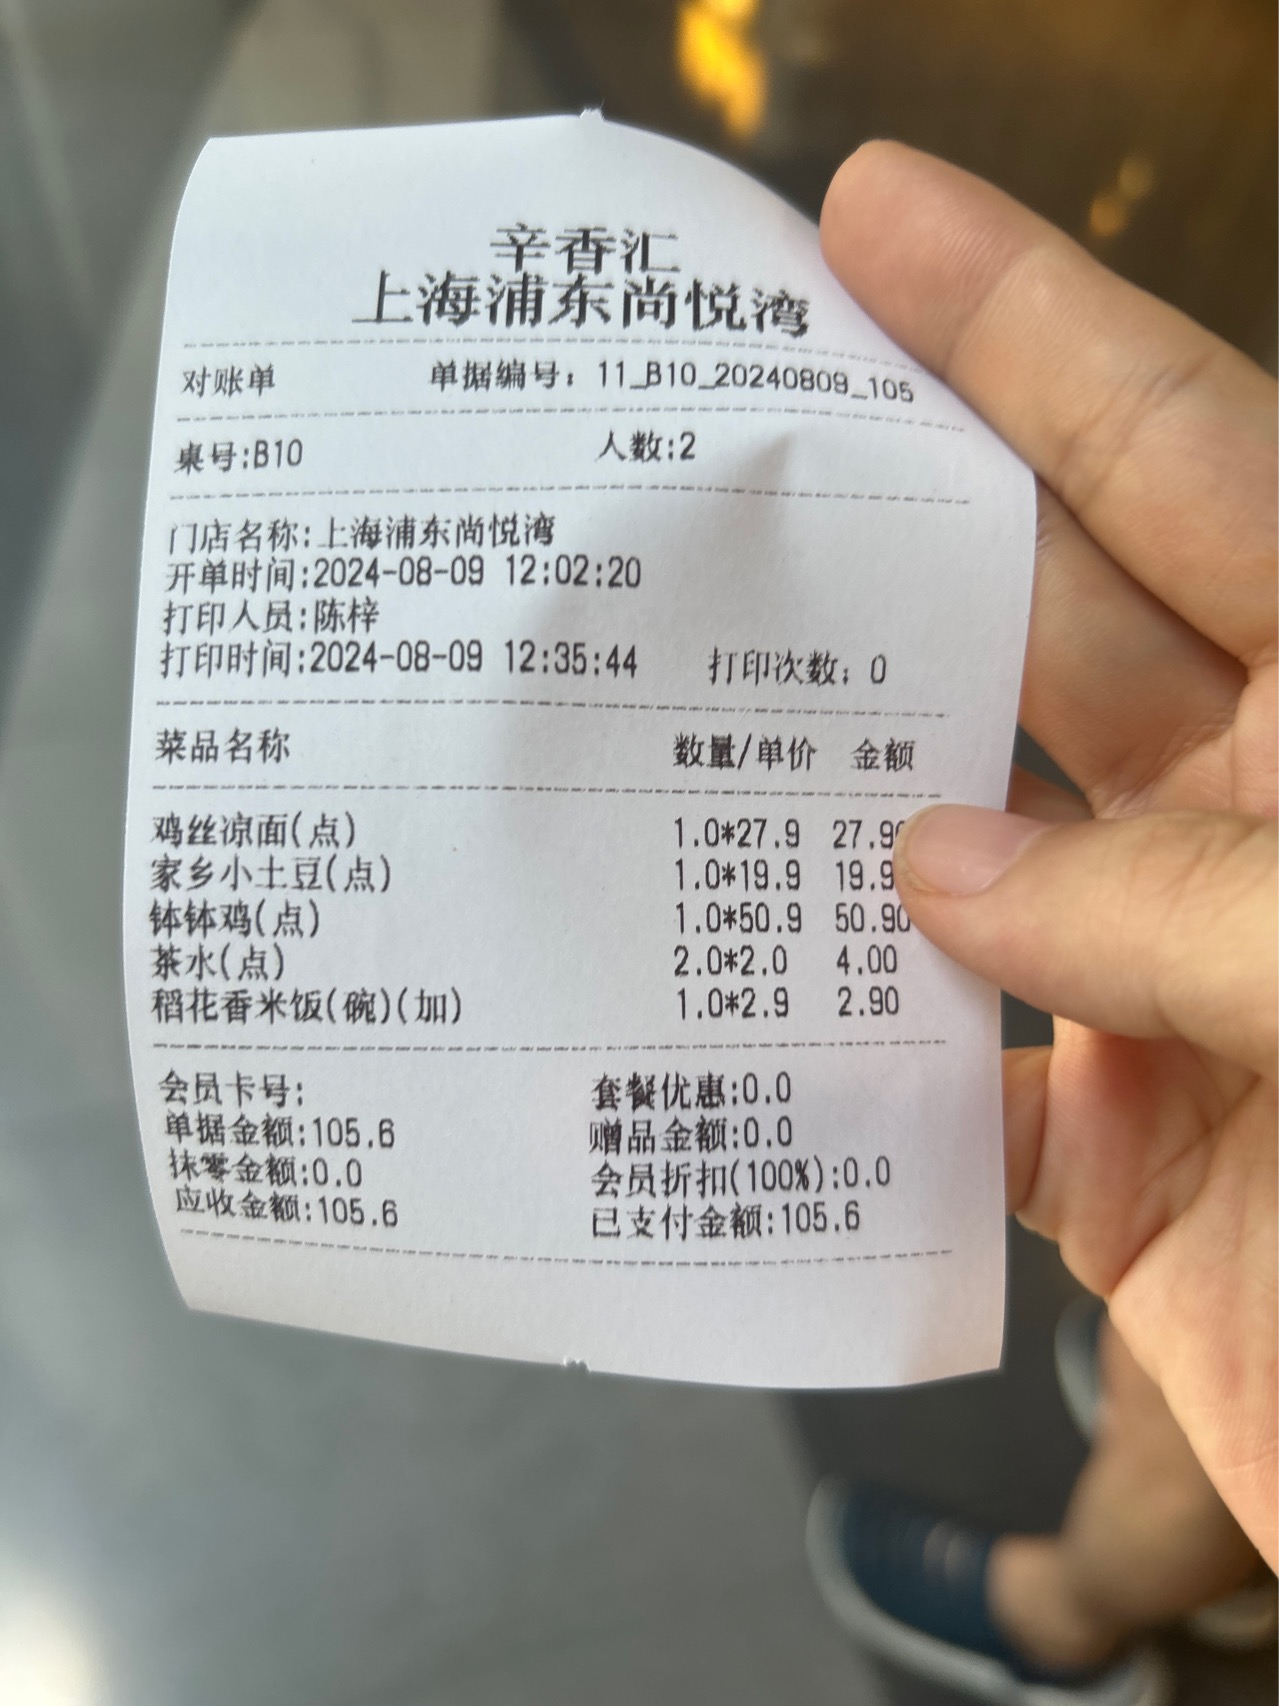 辛香汇
上海浦东尚悦湾
对账单 单据编号：11_B10_20240809_105
桌号:B10 人数:2
门店名称:上海浦东尚悦湾
开单时间:2024-08-09 12:02:20
打印人员:陈梓
打印时间:2024-08-09 12:35:44 打印次数：0
菜品名称 数量/单价 金额
鸡丝凉面(点) 1.0*27.9 27.90
家乡小土豆(点) 1.0*19.9 19.9
钵钵鸡(点) 1.0*50.9 50.90
茶水(点) 2.0*2.0 4.00
稻花香米饭(碗)(加) 1.0*2.9 2.90
会员卡号: 套餐优惠:0.0
单据金额:105.6 赠品金额:0.0
抹零金额:0.0 会员折扣(100%):0.0
应收金额:105.6 已支付金额:105.6